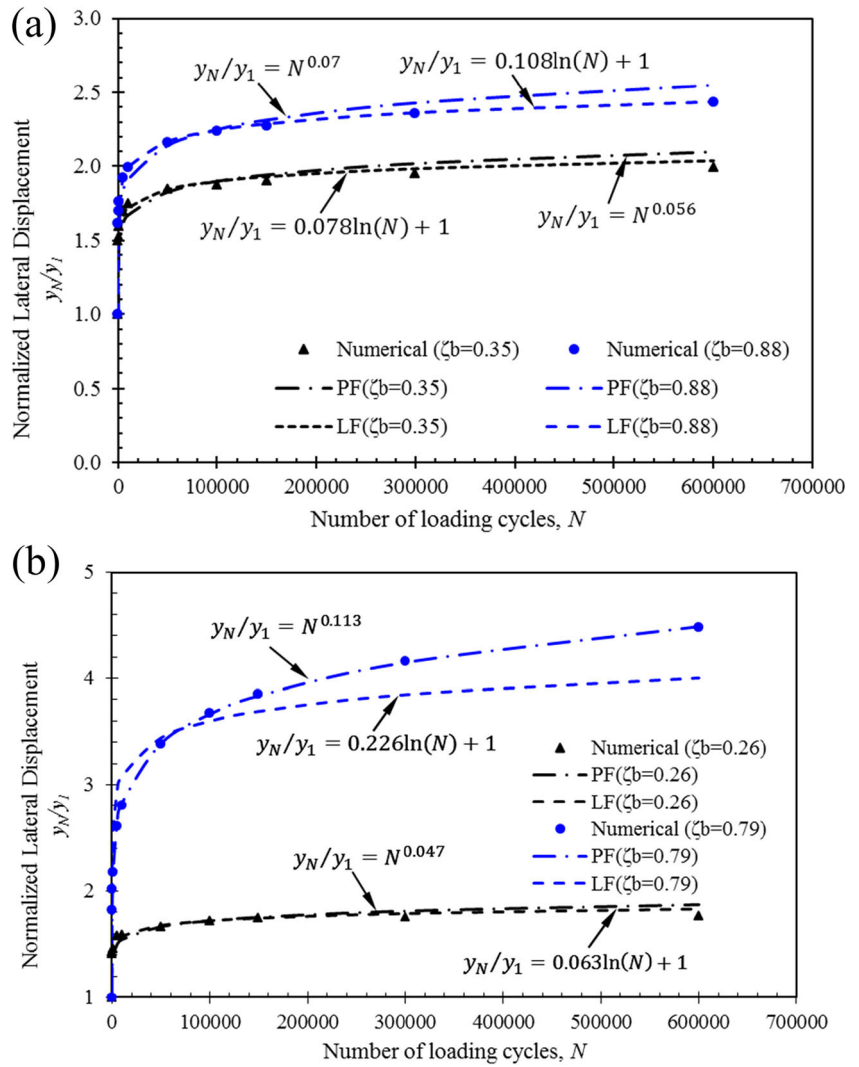 (a)
3.0
2.5
2.0
1.5
1.0
0.5
0.0
Normalized Lateral Displacement
y_N/y_1
y_N/y_1 = N^0.07
y_N/y_1 = 0.108ln(N) + 1
y_N/y_1 = 0.078ln(N) + 1
y_N/y_1 = N^0.056
Numerical (ζb=0.35)
Numerical (ζb=0.88)
PF(ζb=0.35)
PF(ζb=0.88)
LF(ζb=0.35)
LF(ζb=0.88)
0 100000 200000 300000 400000 500000 600000 700000
Number of loading cycles, N
(b)
5
4
3
2
1
Normalized Lateral Displacement
y_N/y_1
y_N/y_1 = N^0.113
y_N/y_1 = 0.226ln(N) + 1
Numerical (ζb=0.26)
PF(ζb=0.26)
LF(ζb=0.26)
Numerical (ζb=0.79)
PF(ζb=0.79)
LF(ζb=0.79)
y_N/y_1 = N^0.047
y_N/y_1 = 0.063ln(N) + 1
0 100000 200000 300000 400000 500000 600000 700000
Number of loading cycles, N